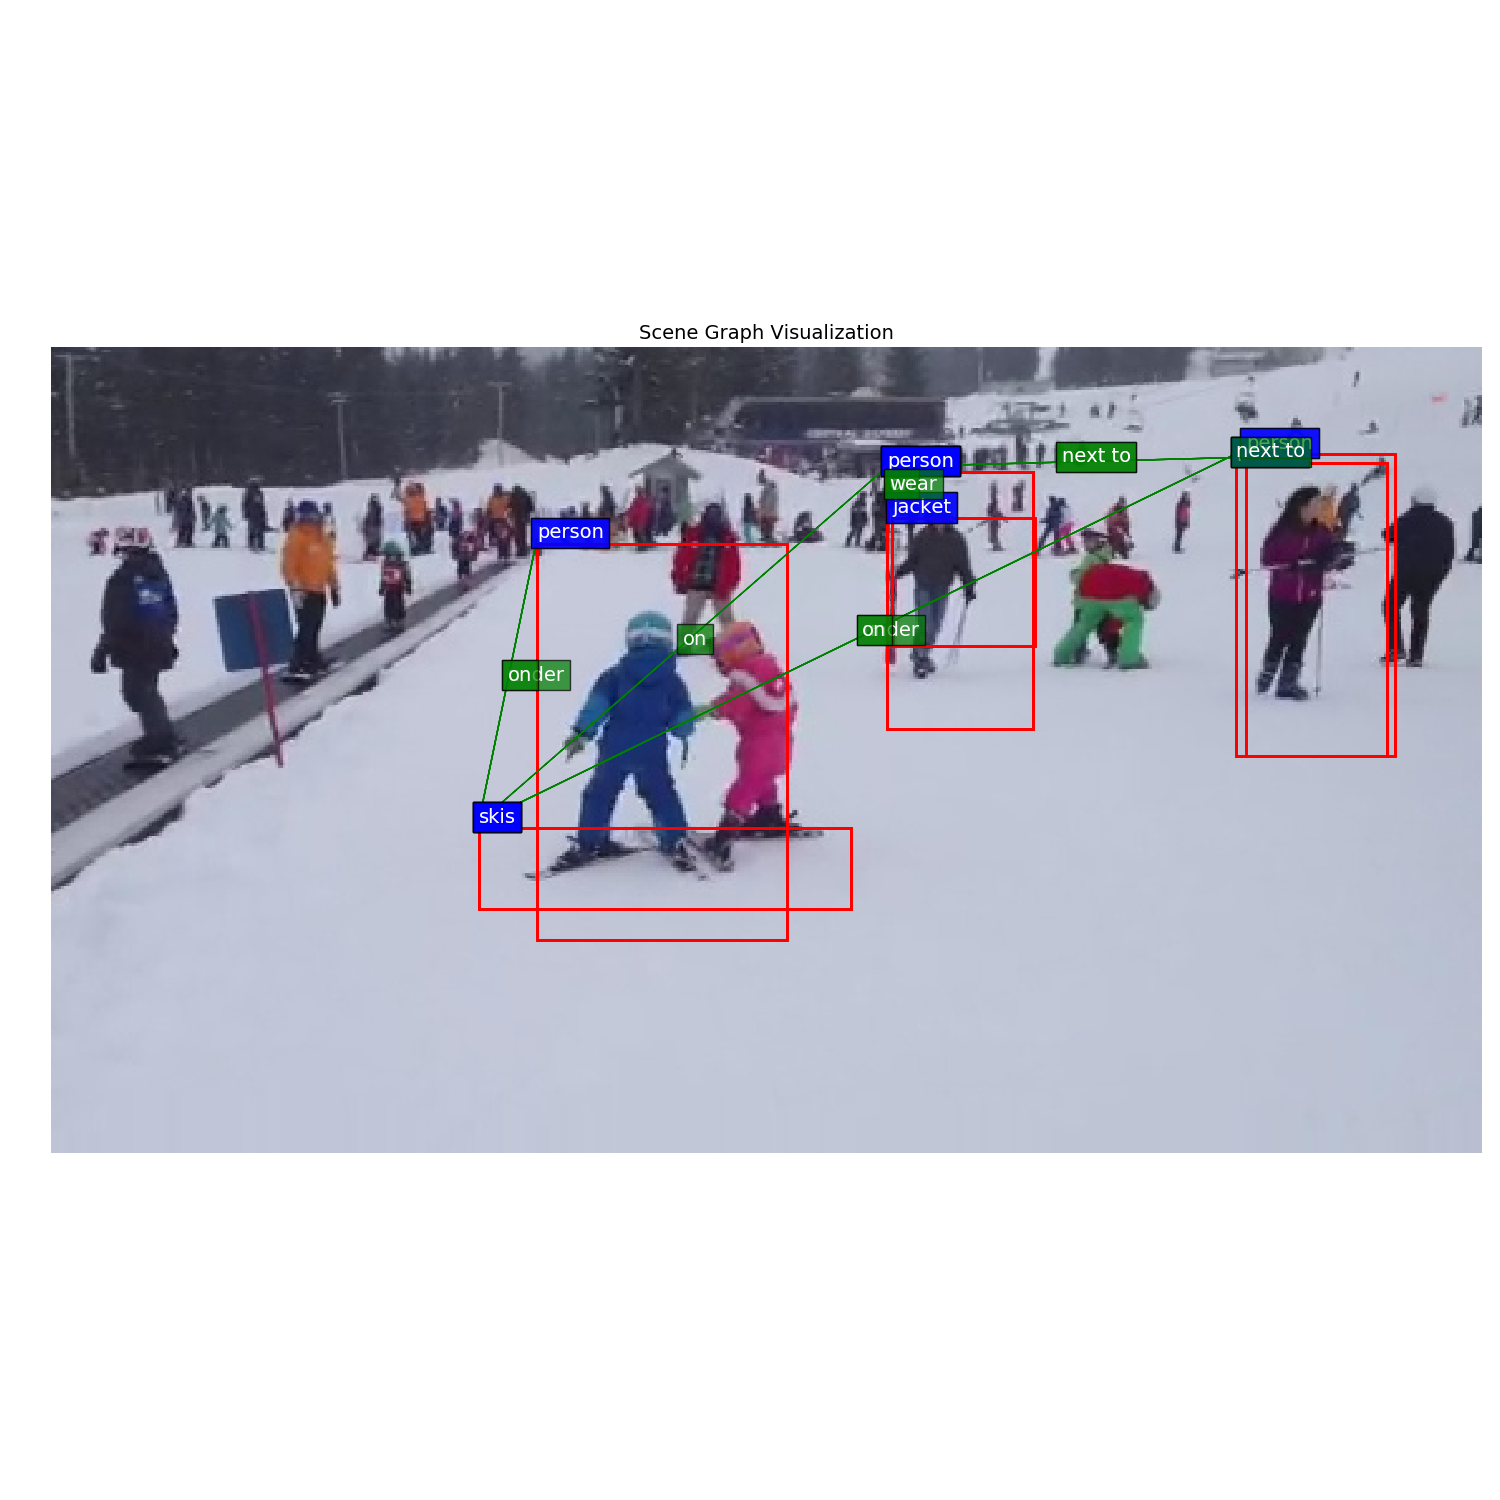 Scene Graph Visualization
person
next to
person
next to
wear
jacket
person
on
onder
onder
skis